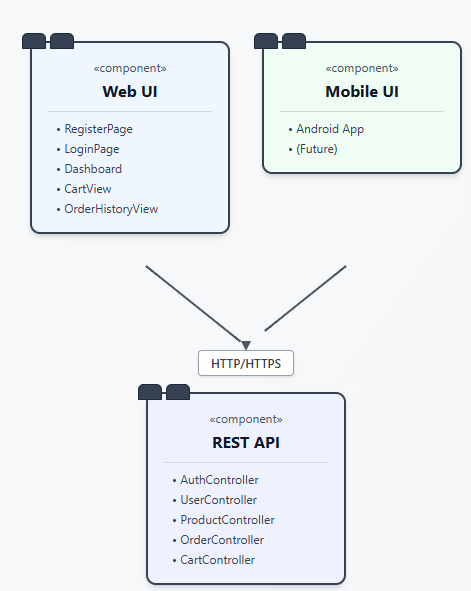 «component»
Web UI
• RegisterPage
• LoginPage
• Dashboard
• CartView
• OrderHistoryView
«component»
Mobile UI
• Android App
• (Future)
HTTP/HTTPS
«component»
REST API
• AuthController
• UserController
• ProductController
• OrderController
• CartController